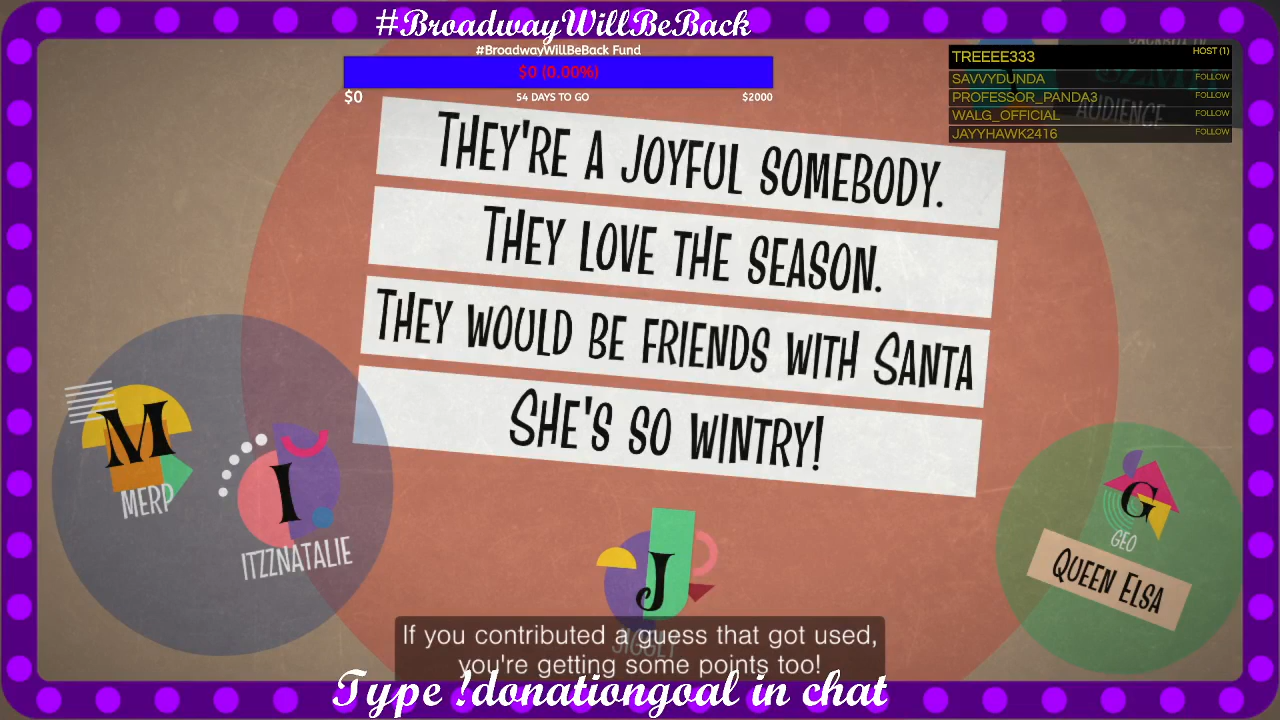 #BroadwayWillBeBack
#BroadwayWillBeBack Fund
$0 (0.00%)
$0 54 DAYS TO GO $2000
TREEEE333 HOST (1)
SAVVYDUNDA FOLLOW
PROFESSOR_PANDA3 FOLLOW
WALG_OFFICIAL FOLLOW
JAYYHAWK2416 FOLLOW
AUDIENCE
THEY'RE A JOYFUL SOMEBODY.
THEY LOVE THE SEASON.
THEY WOULD BE FRIENDS WITH SANTA
SHE'S SO WINTRY!
M
MERP
I
ITZZNATALIE
J
G
GEO
QUEEN ELSA
If you contributed a guess that got used,
you're getting some points too!
Type !donationgoal in chat